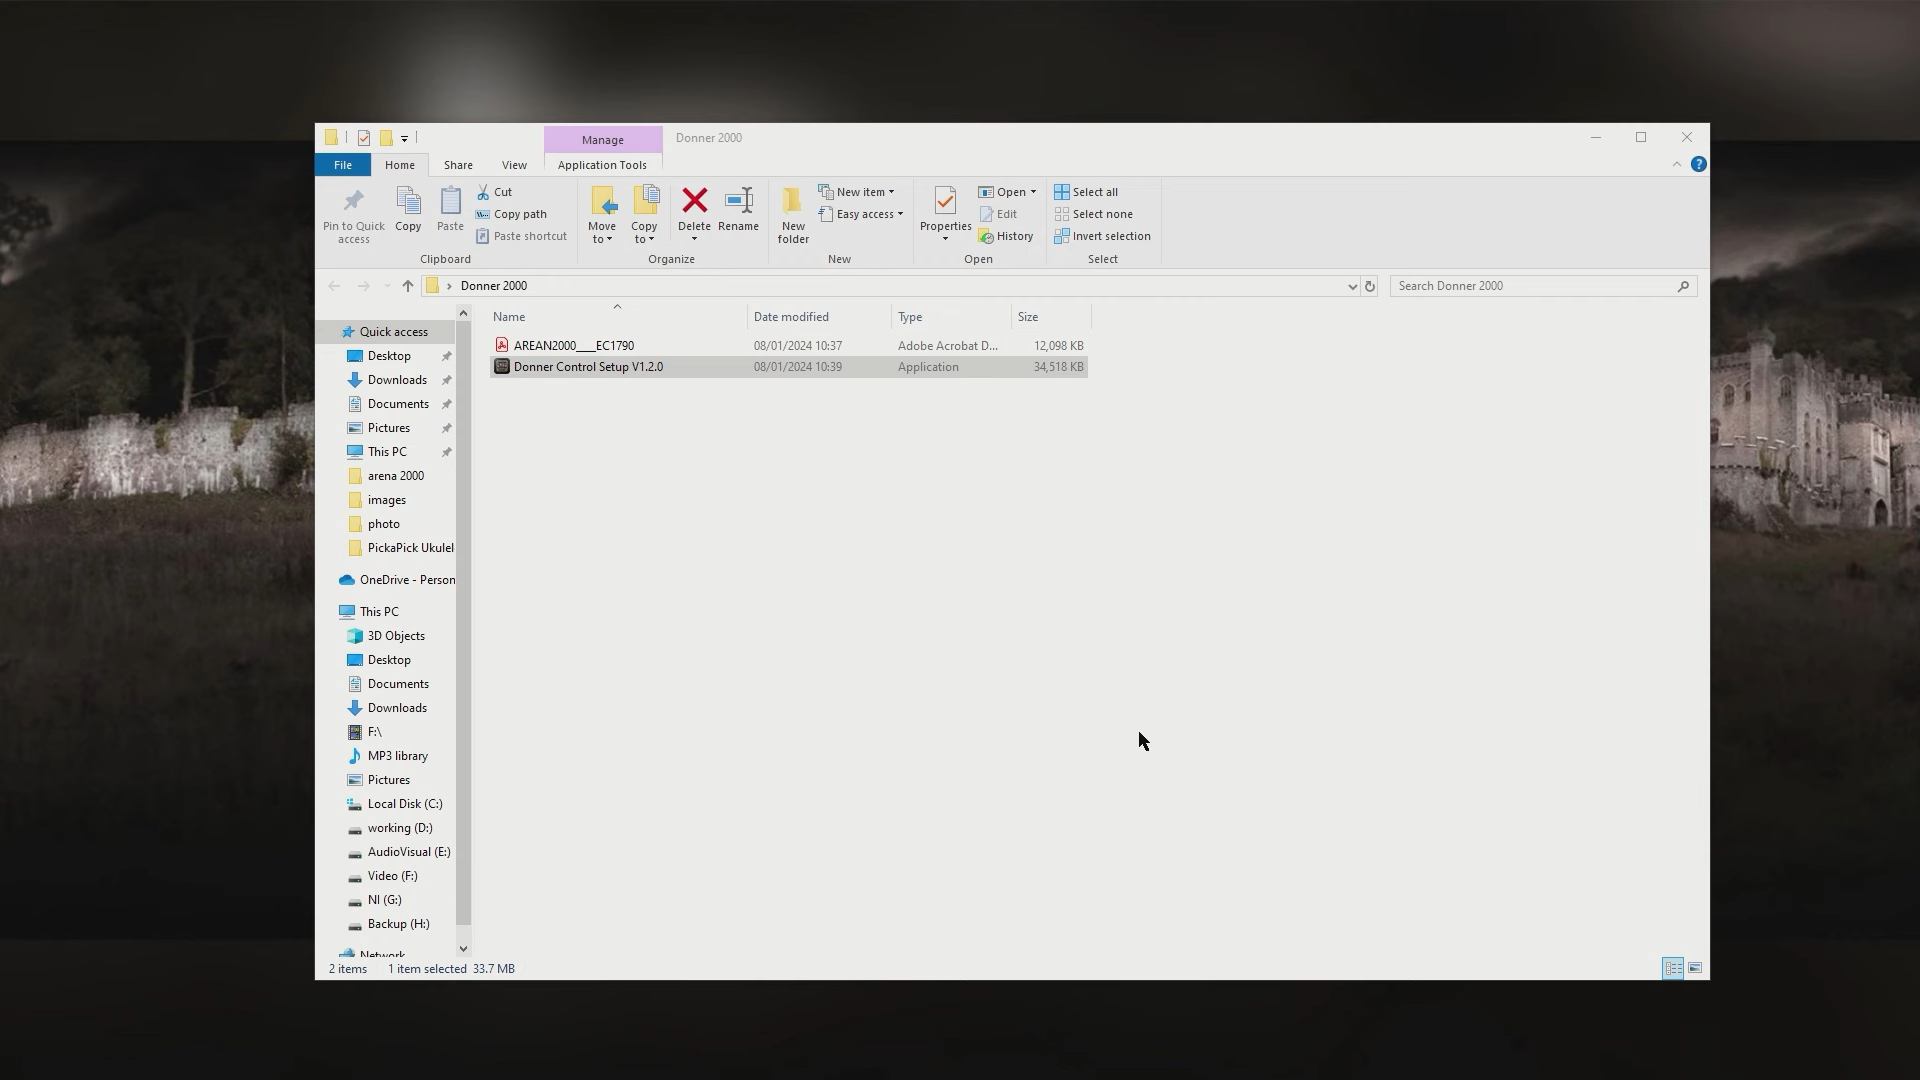 Manage
Donner 2000
File
Home
Share
View
Application Tools
Pin to Quick access
Copy
Paste
Cut
Copy path
Paste shortcut
Clipboard
Move to
Copy to
Delete
Rename
Organize
New folder
New item
Easy access
New
Properties
Open
Edit
History
Open
Select all
Select none
Invert selection
Select
Donner 2000
Search Donner 2000
Name
Date modified
Type
Size
AREAN2000___EC1790
08/01/2024 10:37
Adobe Acrobat D...
12,098 KB
Donner Control Setup V1.2.0
08/01/2024 10:39
Application
34,518 KB
Quick access
Desktop
Downloads
Documents
Pictures
This PC
arena 2000
images
photo
PickaPick Ukulel
OneDrive - Person
This PC
3D Objects
Desktop
Documents
Downloads
F:\
MP3 library
Pictures
Local Disk (C:)
working (D:)
AudioVisual (E:)
Video (F:)
NI (G:)
Backup (H:)
Network
2 items
1 item selected 33.7 MB